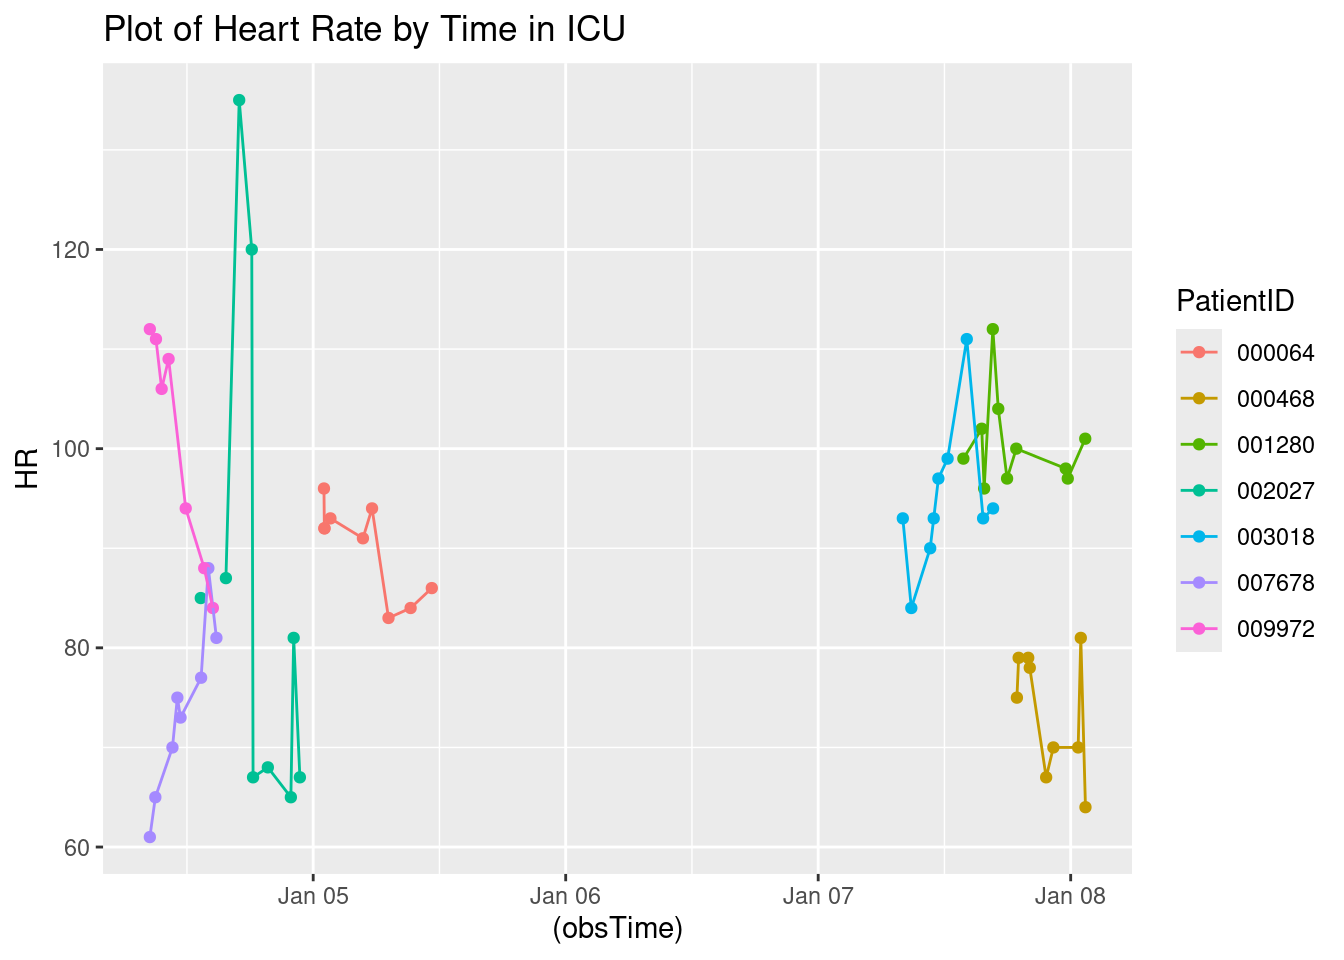 Plot of Heart Rate by Time in ICU
HR
120
100
80
60
Jan 05
Jan 06
Jan 07
Jan 08
(obsTime)
PatientID
000064
000468
001280
002027
003018
007678
009972